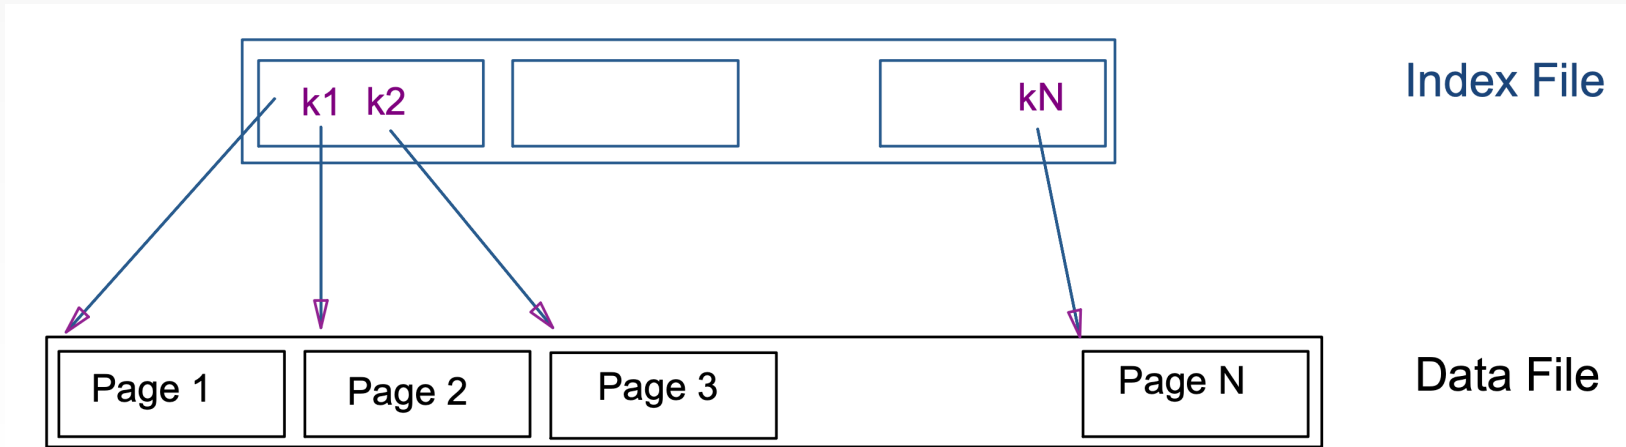 k1 k2
kN
Index File
Page 1
Page 2
Page 3
Page N
Data File